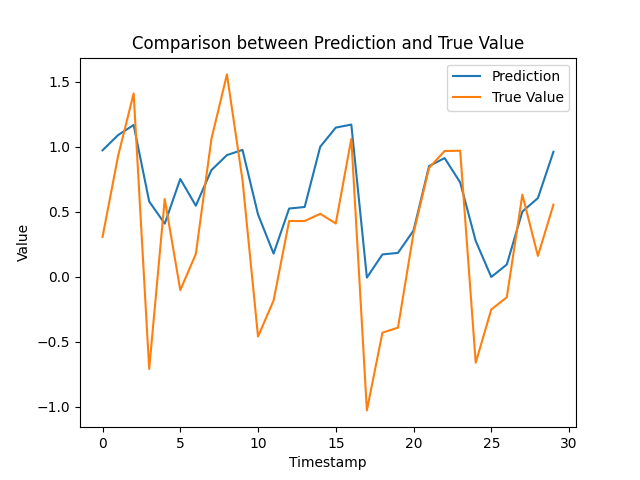 Comparison between Prediction and True Value
Prediction
True Value
1.5
1.0
0.5
0.0
−0.5
−1.0
Value
0
5
10
15
20
25
30
Timestamp